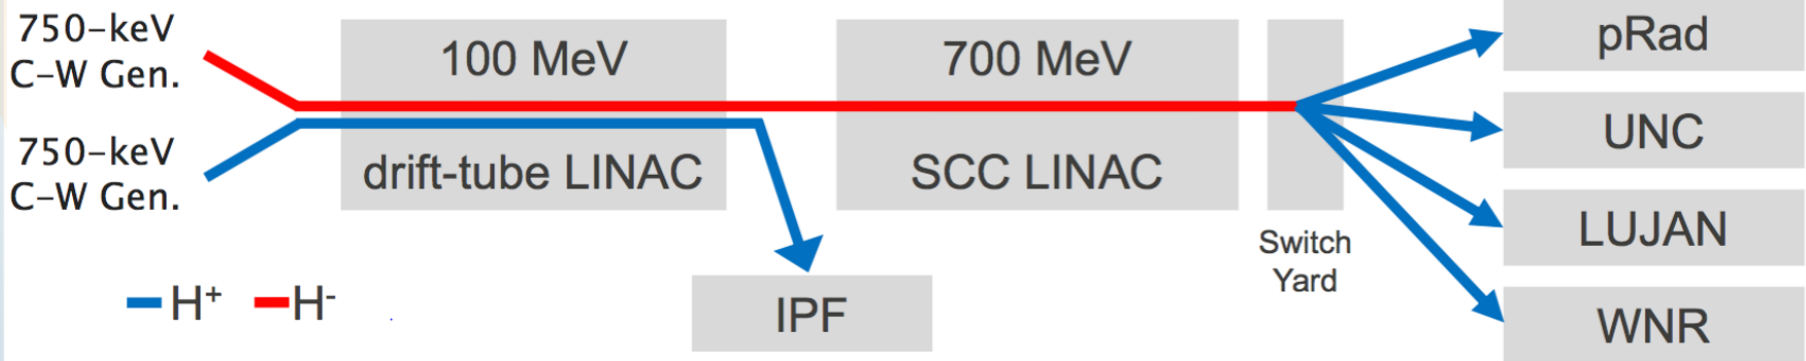 750-keV
C-W Gen.
750-keV
C-W Gen.
100 MeV
drift-tube LINAC
700 MeV
SCC LINAC
Switch
Yard
pRad
UNC
LUJAN
WNR
IPF
H⁺ H⁻